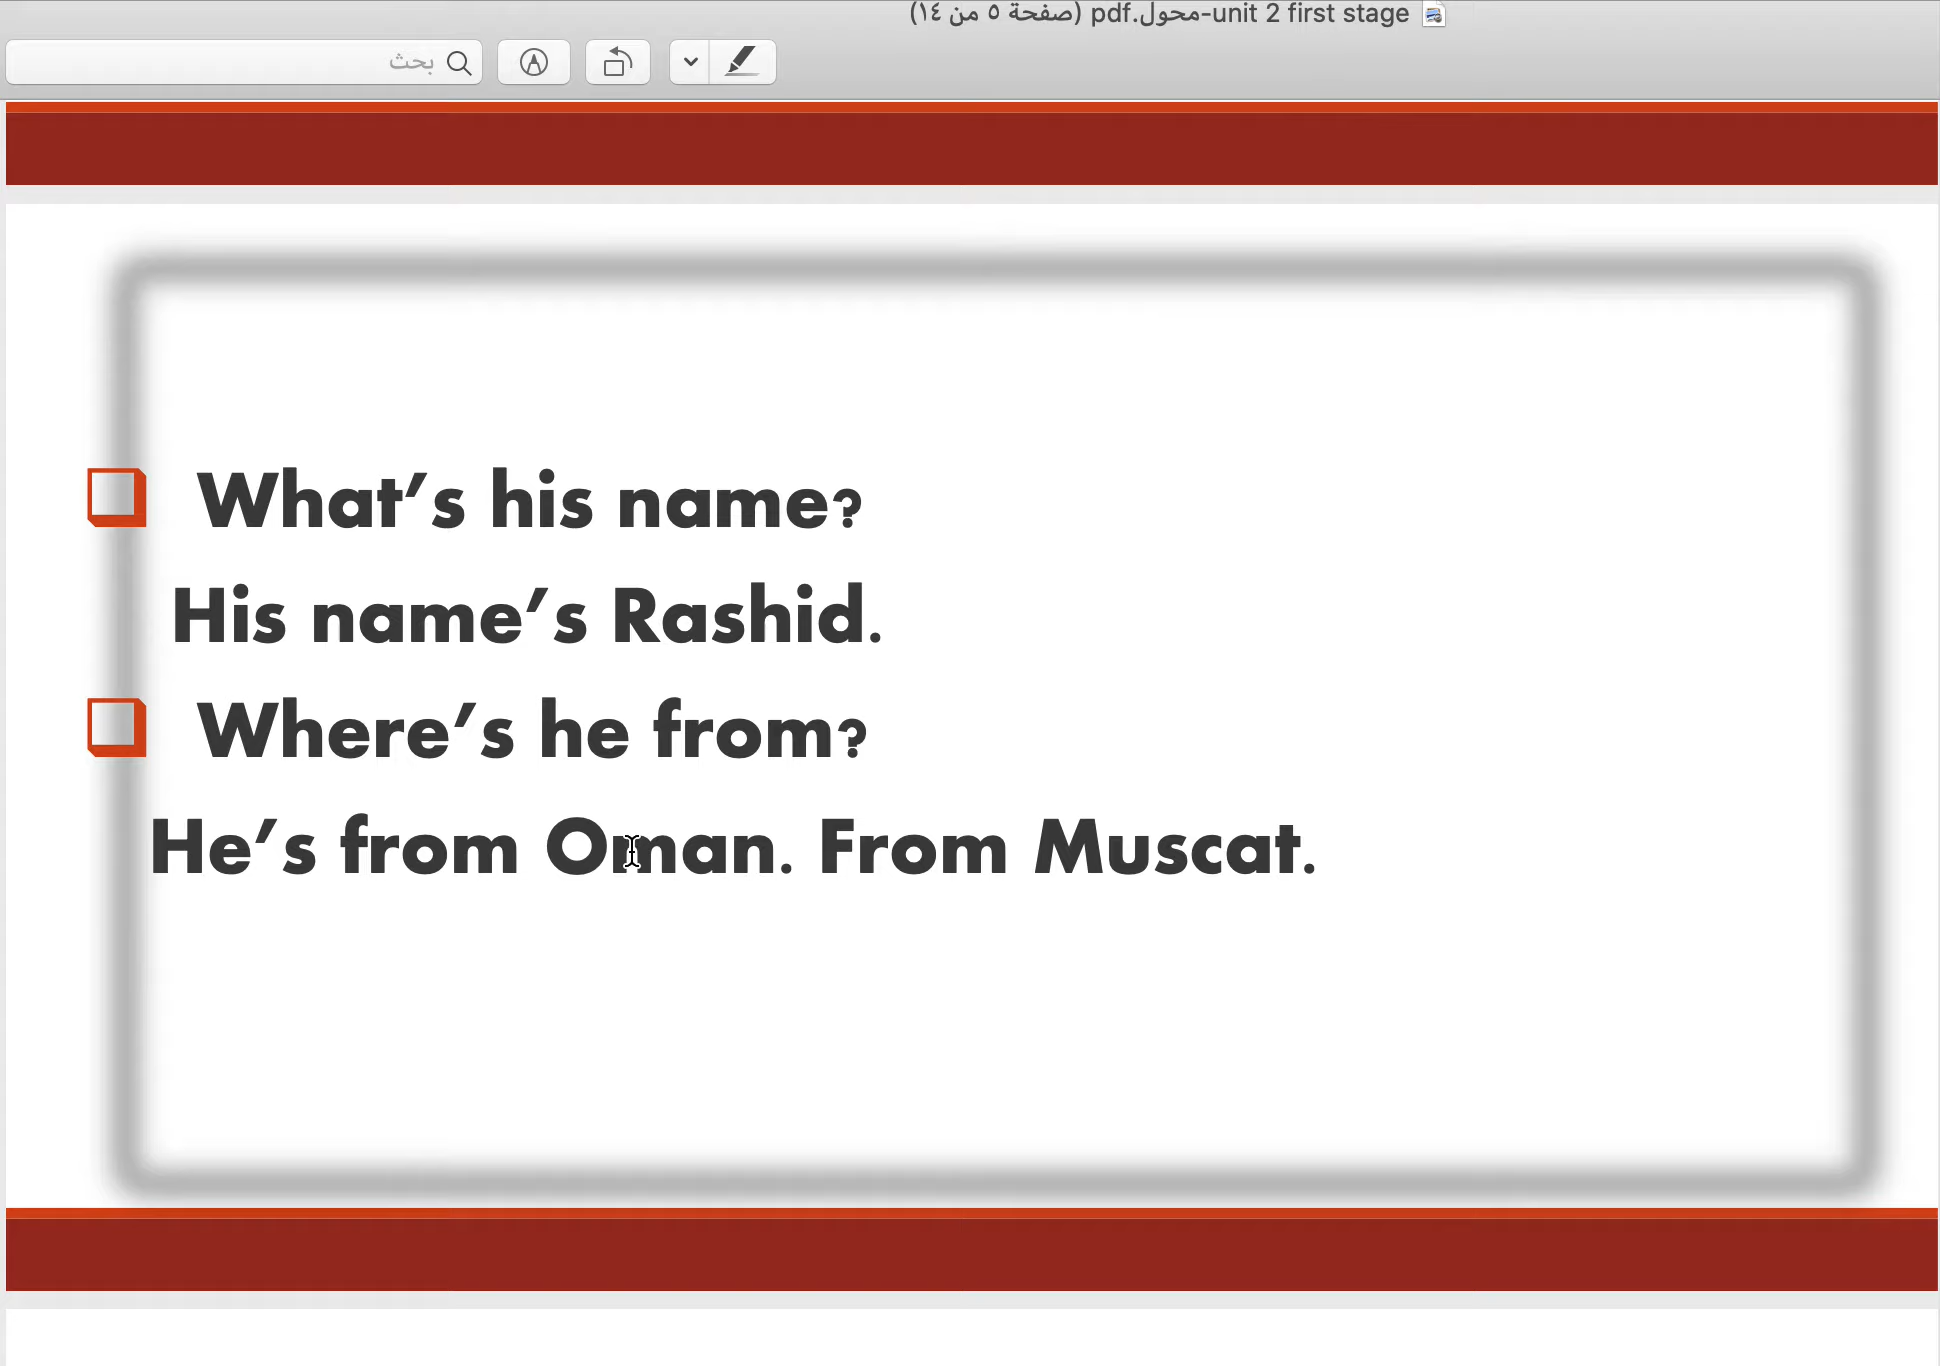 unit 2 first stage-محول.pdf (صفحة ٥ من ١٤)
بحث
What’s his name?
His name’s Rashid.
Where’s he from?
He’s from Oman. From Muscat.